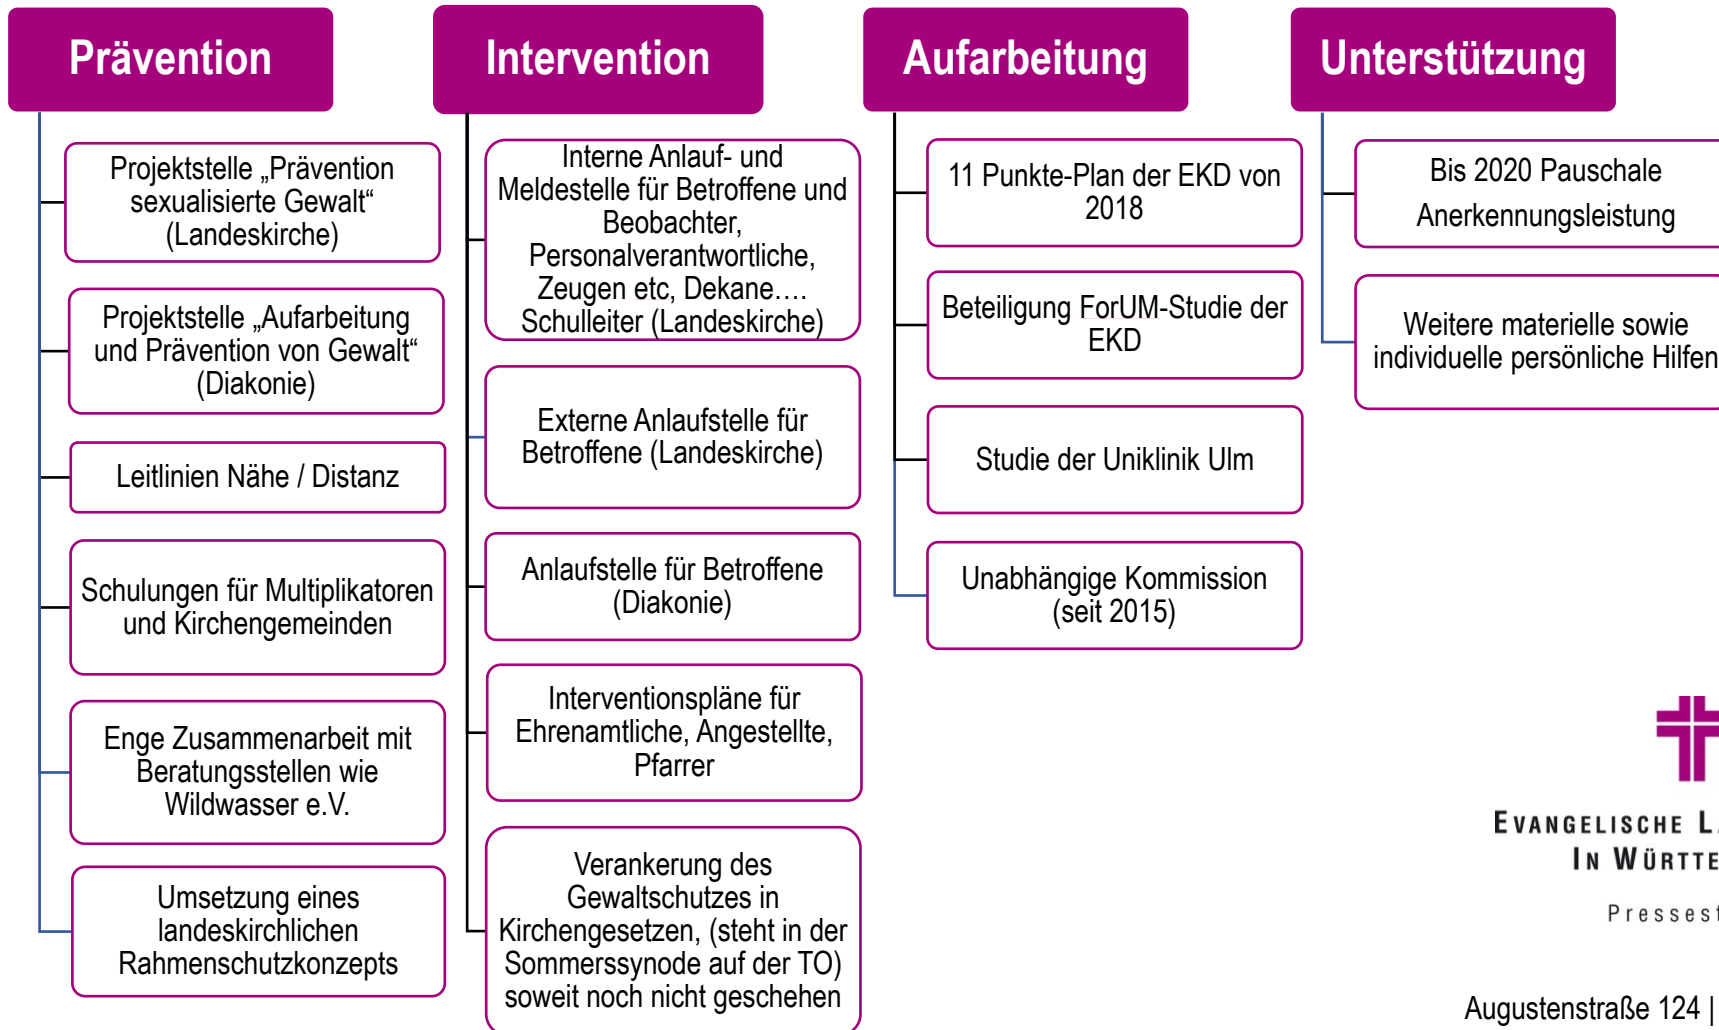 Prävention
Projektstelle „Prävention
sexualisierte Gewalt“
(Landeskirche)
Projektstelle „Aufarbeitung
und Prävention von Gewalt“
(Diakonie)
Leitlinien Nähe / Distanz
Schulungen für Multiplikatoren
und Kirchengemeinden
Enge Zusammenarbeit mit
Beratungsstellen wie
Wildwasser e.V.
Umsetzung eines
landeskirchlichen
Rahmenschutzkonzepts
Intervention
Interne Anlauf- und
Meldestelle für Betroffene und
Beobachter,
Personalverantwortliche,
Zeugen etc, Dekane….
Schulleiter (Landeskirche)
Externe Anlaufstelle für
Betroffene (Landeskirche)
Anlaufstelle für Betroffene
(Diakonie)
Interventionspläne für
Ehrenamtliche, Angestellte,
Pfarrer
Verankerung des
Gewaltschutzes in
Kirchengesetzen, (steht in der
Sommerssynode auf der TO)
soweit noch nicht geschehen
Aufarbeitung
11 Punkte-Plan der EKD von
2018
Beteiligung ForUM-Studie der
EKD
Studie der Uniklinik Ulm
Unabhängige Kommission
(seit 2015)
Unterstützung
Bis 2020 Pauschale
Anerkennungsleistung
Weitere materielle sowie
individuelle persönliche Hilfen
EVANGELISCHE
IN
Augustenstraße 124 |